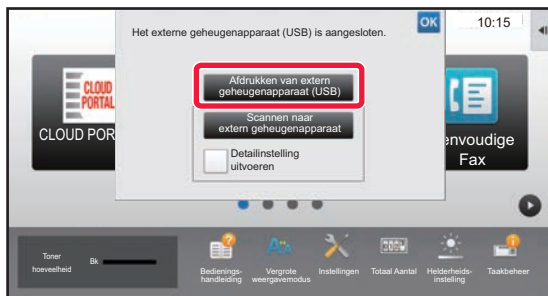 Het externe geheugenapparaat (USB) is aangesloten.
OK
10:15
Afdrukken van extern
geheugenapparaat (USB)
Scannen naar
extern geheugenapparaat
Detailinstelling
uitvoeren
CLOUD
PORTAL
CLOUD POR
envoudige
Fax
Toner
hoeveelheid
Bk
Bedienings-
handleiding
Vergrote
weergavemodus
Instellingen
Totaal Aantal
Helderheids-
instelling
Taakbeheer